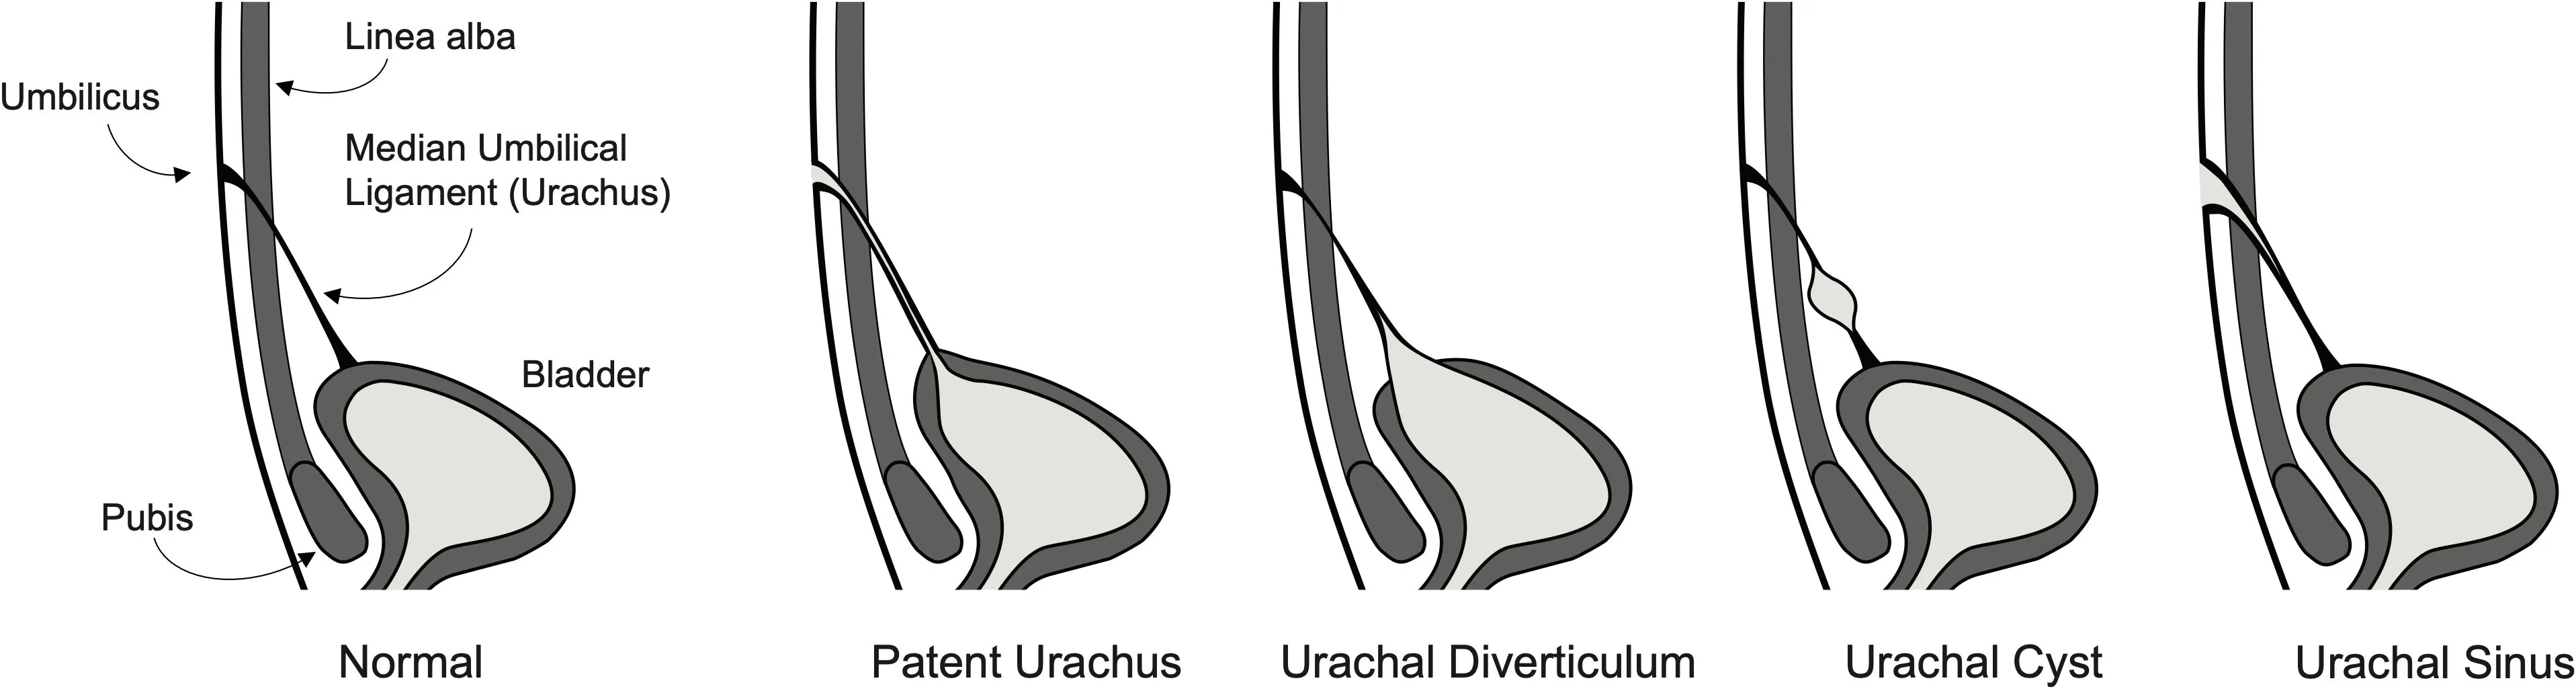 Linea alba
Umbilicus
Median Umbilical
Ligament (Urachus)
Bladder
Pubis
Normal
Patent Urachus
Urachal Diverticulum
Urachal Cyst
Urachal Sinus